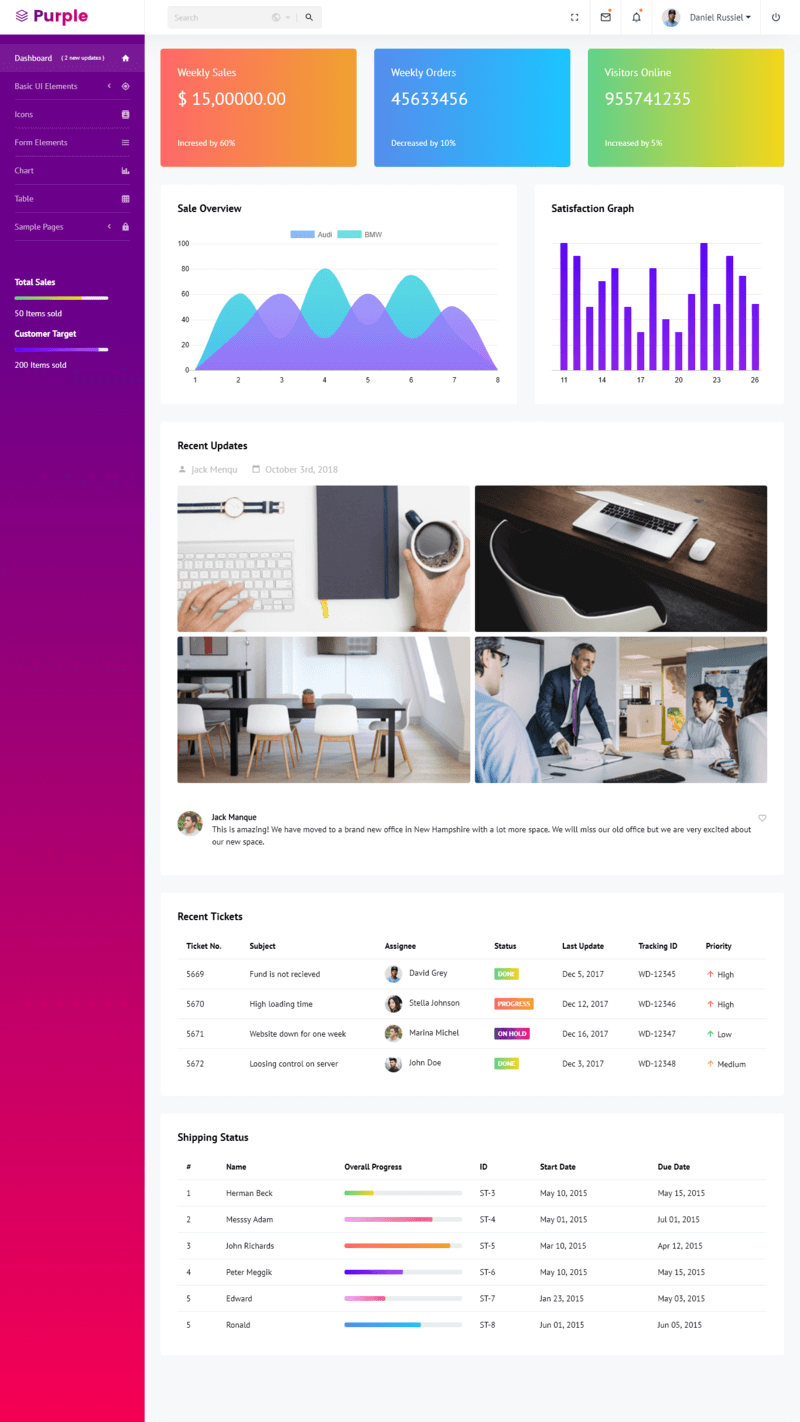 Purple
Search
Daniel Russiel
Dashboard ( 2 new updates )
Basic UI Elements
Icons
Form Elements
Chart
Table
Sample Pages
Total Sales
50 Items sold
Customer Target
200 Items sold
Weekly Sales
$ 15,00000.00
Incresed by 60%
Weekly Orders
45633456
Decreased by 10%
Visitors Online
955741235
Increased by 5%
Sale Overview
Audi BMW
100
80
60
40
20
0
1 2 3 4 5 6 7 8
Satisfaction Graph
11 14 17 20 23 26
Recent Updates
Jack Menqu October 3rd, 2018
Jack Manque
This is amazing! We have moved to a brand new office in New Hampshire with a lot more space. We will miss our old office but we are very excited about
our new space.
Recent Tickets
Ticket No. Subject Assignee Status Last Update Tracking ID Priority
5669 Fund is not recieved David Grey DONE Dec 5, 2017 WD-12345 High
5670 High loading time Stella Johnson PROGRESS Dec 12, 2017 WD-12346 High
5671 Website down for one week Marina Michel ON HOLD Dec 16, 2017 WD-12347 Low
5672 Loosing control on server John Doe DONE Dec 3, 2017 WD-12348 Medium
Shipping Status
# Name Overall Progress ID Start Date Due Date
1 Herman Beck ST-3 May 10, 2015 May 15, 2015
2 Messsy Adam ST-4 May 01, 2015 Jul 01, 2015
3 John Richards ST-5 Mar 10, 2015 Apr 12, 2015
4 Peter Meggik ST-6 May 10, 2015 May 15, 2015
5 Edward ST-7 Jan 23, 2015 May 03, 2015
5 Ronald ST-8 Jun 01, 2015 Jun 05, 2015